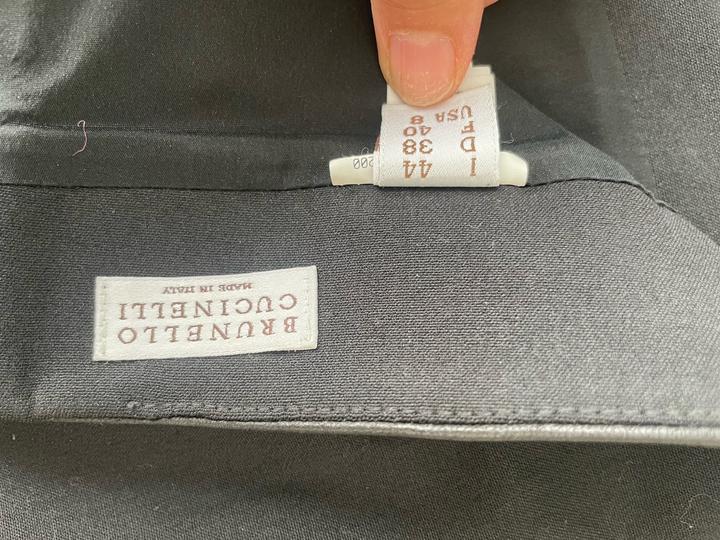 BRUNELLO
CUCINELLI
MADE IN ITALY
I 44
D 38
F 40
USA 8